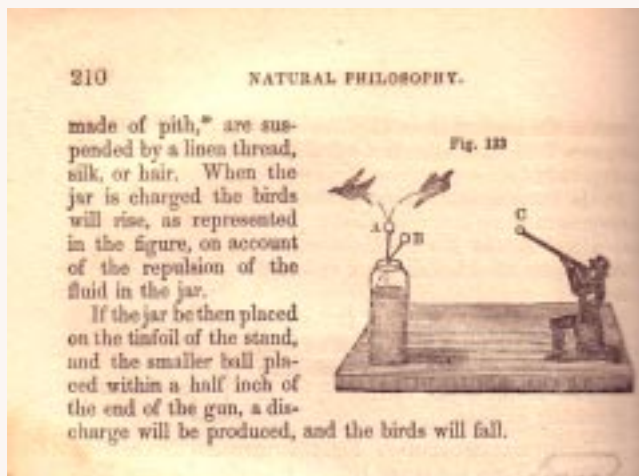 210
NATURAL PHILOSOPHY.
made of pith,* are sus-
pended by a linen thread,
silk, or hair. When the
jar is charged the birds
will rise, as represented
in the figure, on account
of the repulsion of the
fluid in the jar.
If the jar be then placed
on the tinfoil of the stand,
and the smaller ball pla-
ced within a half inch of
the end of the gun, a dis-
charge will be produced, and the birds will fall.
Fig. 133
A
B
C